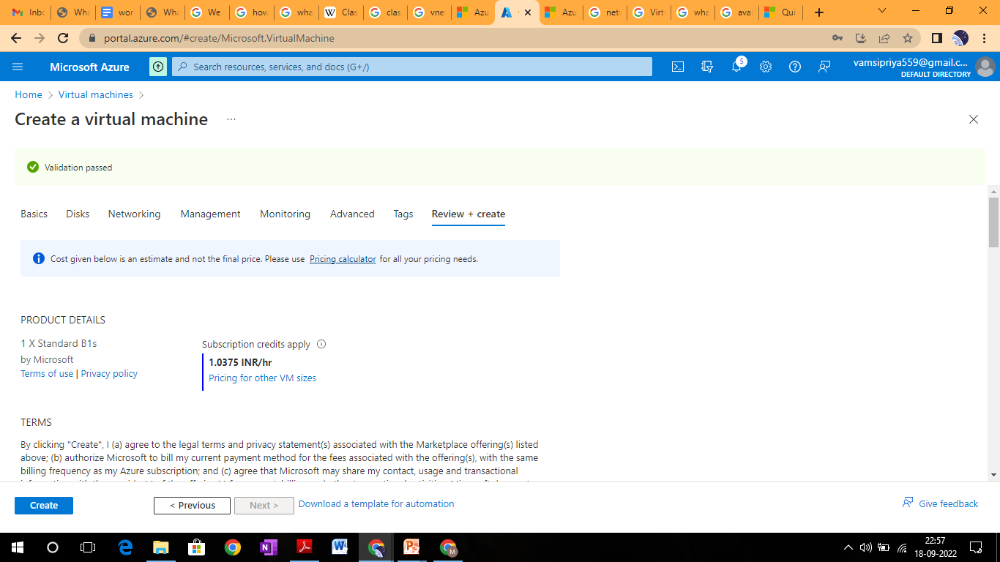 Inbo
Wha
wor
Wha
We
how
wha
W Clas
clas
vne
Azu
Azu
netv
Virt
wha
avai
Qui
portal.azure.com/#create/Microsoft.VirtualMachine
Microsoft Azure
Search resources, services, and docs (G+/)
5
vamsipriya559@gmail.c...
DEFAULT DIRECTORY
Home > Virtual machines >
Create a virtual machine ...
Validation passed
Basics Disks Networking Management Monitoring Advanced Tags Review + create
Cost given below is an estimate and not the final price. Please use Pricing calculator for all your pricing needs.
PRODUCT DETAILS
1 X Standard B1s
by Microsoft
Terms of use | Privacy policy
Subscription credits apply
1.0375 INR/hr
Pricing for other VM sizes
TERMS
By clicking "Create", I (a) agree to the legal terms and privacy statement(s) associated with the Marketplace offering(s) listed
above; (b) authorize Microsoft to bill my current payment method for the fees associated with the offering(s), with the same
billing frequency as my Azure subscription; and (c) agree that Microsoft may share my contact, usage and transactional
Create
< Previous
Next >
Download a template for automation
Give feedback
22:57
18-09-2022